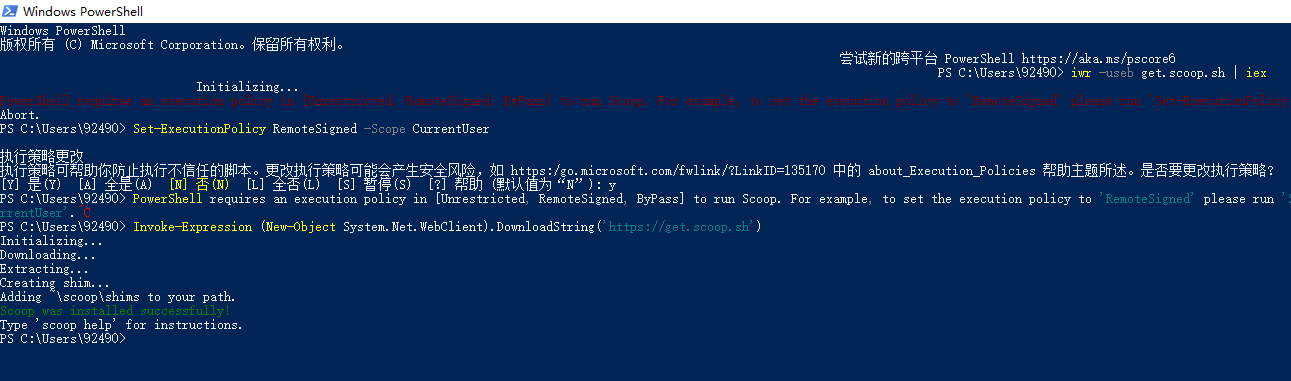 Windows PowerShell
Windows PowerShell
版权所有 (C) Microsoft Corporation。保留所有权利。
尝试新的跨平台 PowerShell https://aka.ms/pscore6
PS C:\Users\92490> iwr -useb get.scoop.sh | iex
Initializing...
PowerShell requires an execution policy in [Unrestricted, RemoteSigned, ByPass] to run Scoop. For example, to set the execution policy to 'RemoteSigned' please run 'Set-ExecutionPolicy
Abort.
PS C:\Users\92490> Set-ExecutionPolicy RemoteSigned -Scope CurrentUser
执行策略更改
执行策略可帮助你防止执行不信任的脚本。更改执行策略可能会产生安全风险，如 https:/go.microsoft.com/fwlink/?LinkID=135170 中的 about_Execution_Policies 帮助主题所述。是否要更改执行策略?
[Y] 是(Y)  [A] 全是(A)  [N] 否(N)  [L] 全否(L)  [S] 暂停(S)  [?] 帮助 (默认值为“N”): y
PS C:\Users\92490> PowerShell requires an execution policy in [Unrestricted, RemoteSigned, ByPass] to run Scoop. For example, to set the execution policy to 'RemoteSigned' please run 'S
rrentUser'.^C
PS C:\Users\92490> Invoke-Expression (New-Object System.Net.WebClient).DownloadString('https://get.scoop.sh')
Initializing...
Downloading...
Extracting...
Creating shim...
Adding ~\scoop\shims to your path.
Scoop was installed successfully!
Type 'scoop help' for instructions.
PS C:\Users\92490>